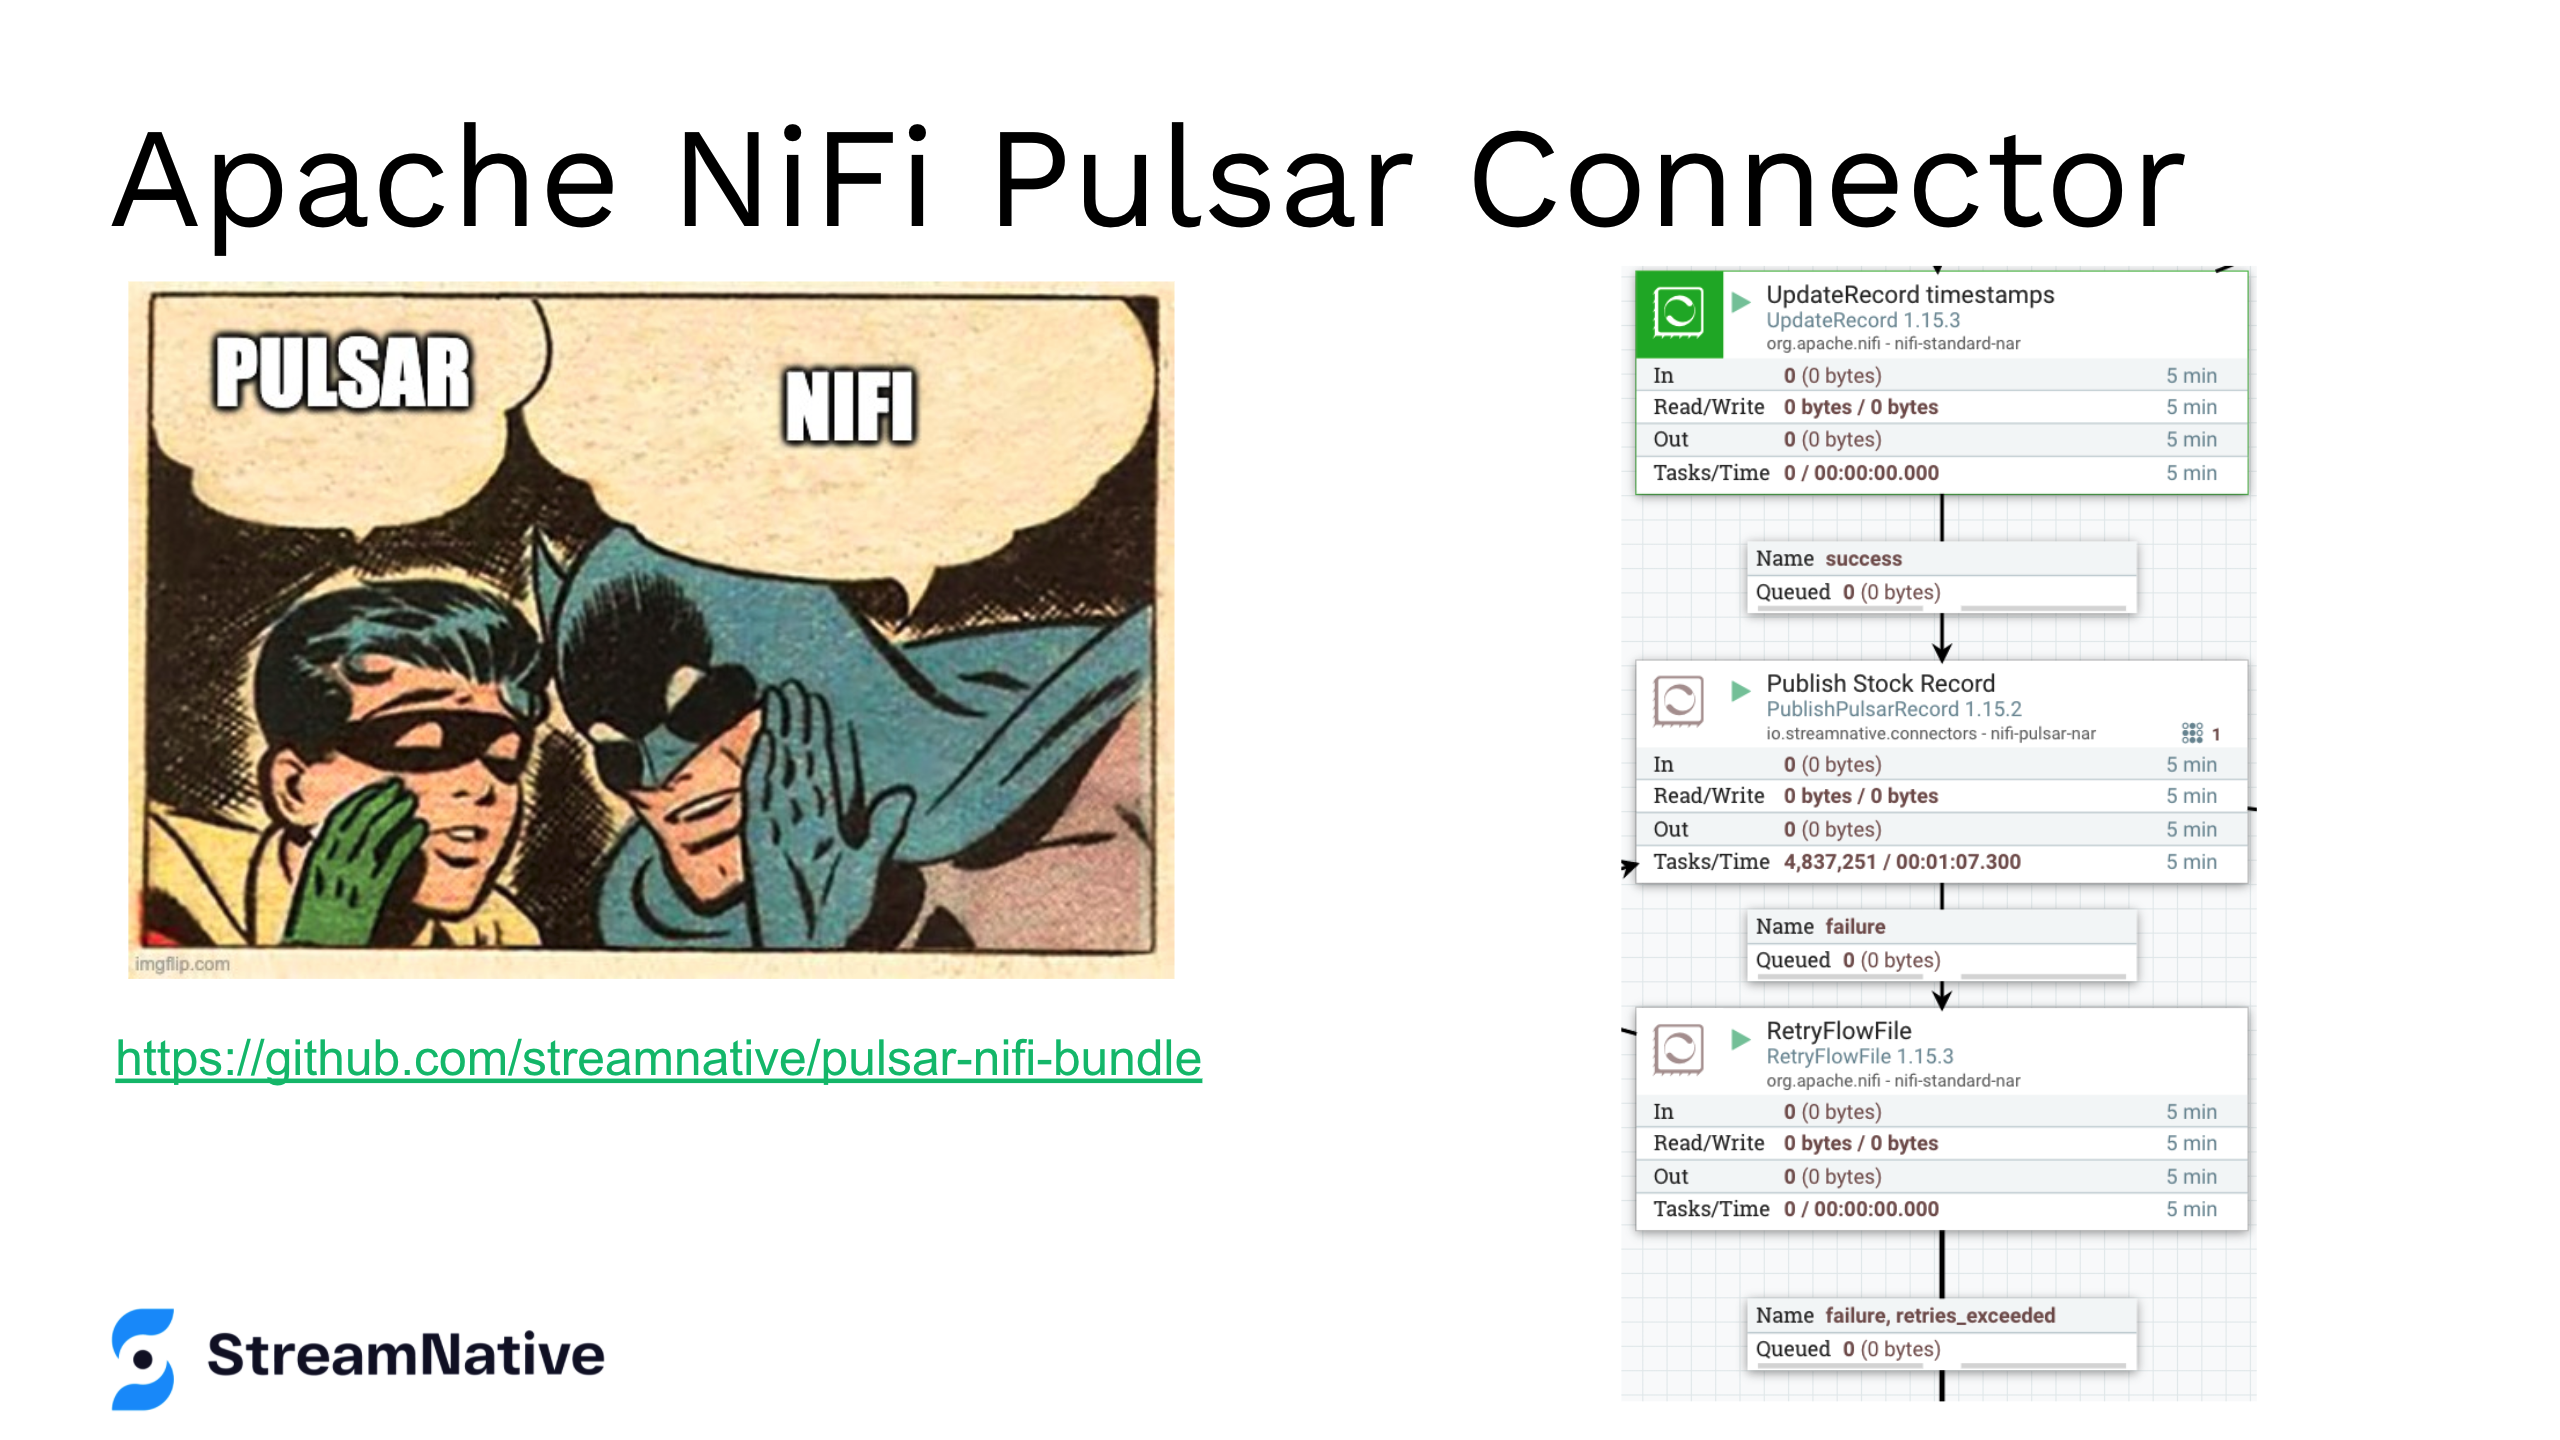 Apache NiFi Pulsar Connector
PULSAR
NIFI
imgflip.com
https://github.com/streamnative/pulsar-nifi-bundle
StreamNative
UpdateRecord timestamps
UpdateRecord 1.15.3
org.apache.nifi - nifi-standard-nar
In 0 (0 bytes) 5 min
Read/Write 0 bytes / 0 bytes 5 min
Out 0 (0 bytes) 5 min
Tasks/Time 0 / 00:00:00.000 5 min
Name success
Queued 0 (0 bytes)
Publish Stock Record
PublishPulsarRecord 1.15.2
io.streamnative.connectors - nifi-pulsar-nar 1
In 0 (0 bytes) 5 min
Read/Write 0 bytes / 0 bytes 5 min
Out 0 (0 bytes) 5 min
Tasks/Time 4,837,251 / 00:01:07.300 5 min
Name failure
Queued 0 (0 bytes)
RetryFlowFile
RetryFlowFile 1.15.3
org.apache.nifi - nifi-standard-nar
In 0 (0 bytes) 5 min
Read/Write 0 bytes / 0 bytes 5 min
Out 0 (0 bytes) 5 min
Tasks/Time 0 / 00:00:00.000 5 min
Name failure, retries_exceeded
Queued 0 (0 bytes)